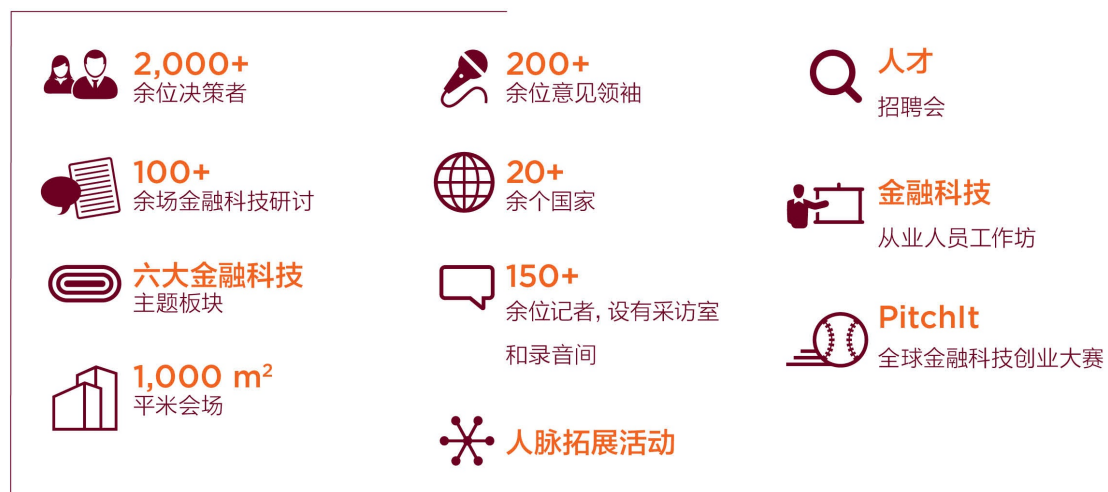 2,000+
余位决策者
100+
余场金融科技研讨
六大金融科技
主题板块
1,000 m²
平米会场
200+
余位意见领袖
20+
余个国家
150+
余位记者, 设有采访室
和录音间
人脉拓展活动
人才
招聘会
金融科技
从业人员工作坊
PitchIt
全球金融科技创业大赛